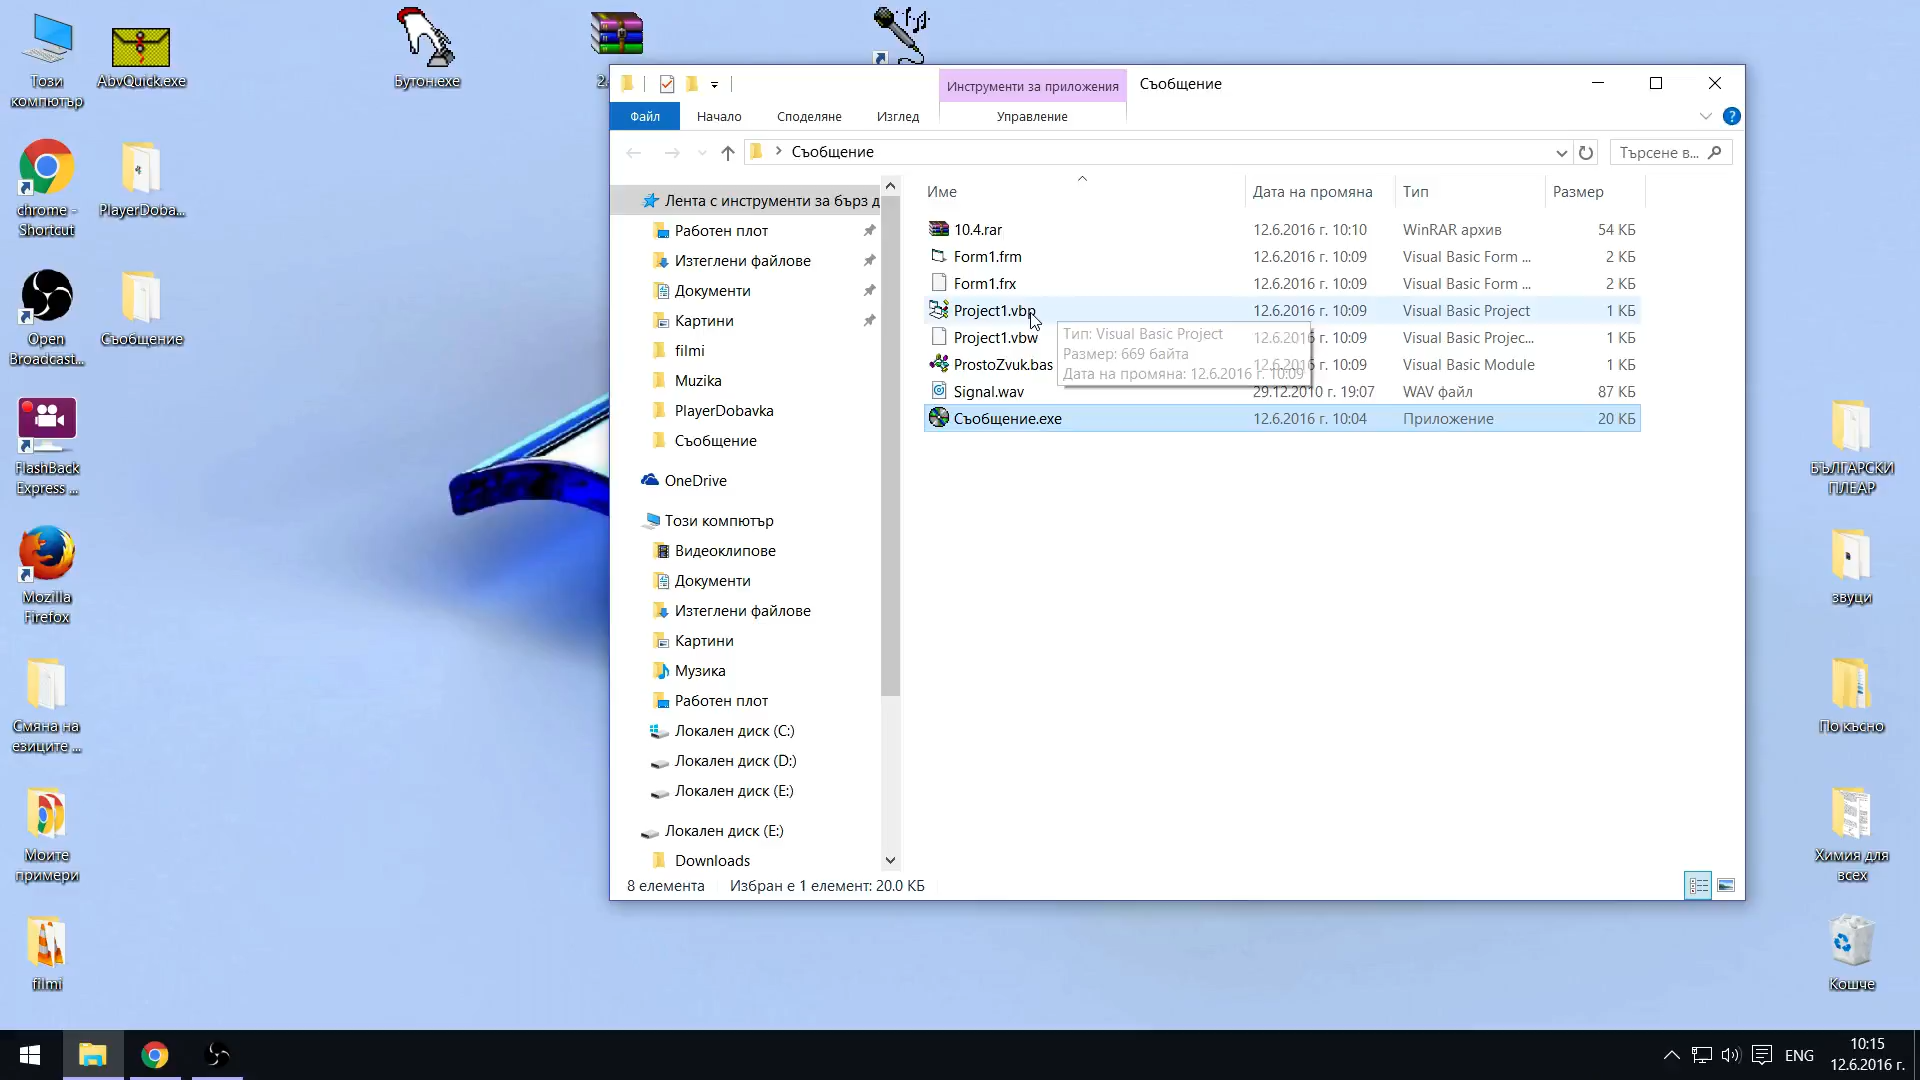 Този
компютър
AbvQuick.exe
Бутон.exe
2.
chrome -
Shortcut
PlayerDoba...
Open
Broadcast...
Съобщение
FlashBack
Express ...
Mozilla
Firefox
Смяна на
езиците ...
Моите
примери
filmi
Инструменти за приложения
Съобщение
Файл
Начало
Споделяне
Изглед
Управление
?
Съобщение
Търсене в...
Лента с инструменти за бърз д
Работен плот
Изтеглени файлове
Документи
Картини
filmi
Muzika
PlayerDobavka
Съобщение
OneDrive
Този компютър
Видеоклипове
Документи
Изтеглени файлове
Картини
Музика
Работен плот
Локален диск (C:)
Локален диск (D:)
Локален диск (E:)
Локален диск (E:)
Downloads
Име Дата на промяна Тип Размер
10.4.rar 12.6.2016 г. 10:10 WinRAR архив 54 КБ
Form1.frm 12.6.2016 г. 10:09 Visual Basic Form ... 2 КБ
Form1.frx 12.6.2016 г. 10:09 Visual Basic Form ... 2 КБ
Project1.vbp 12.6.2016 г. 10:09 Visual Basic Project 1 КБ
Project1.vbw 12.6.2016 г. 10:09 Visual Basic Projec... 1 КБ
ProstoZvuk.bas 12.6.2016 г. 10:09 Visual Basic Module 1 КБ
Signal.wav 29.12.2010 г. 19:07 WAV файл 87 КБ
Съобщение.exe 12.6.2016 г. 10:04 Приложение 20 КБ
Тип: Visual Basic Project
Размер: 669 байта
Дата на промяна: 12.6.2016 г. 10:09
8 елемента Избран е 1 елемент: 20.0 КБ
БЪЛГАРСКИ
ПЛЕАР
звуци
По късно
Химия для
всех
Кошче
ENG
10:15
12.6.2016 г.